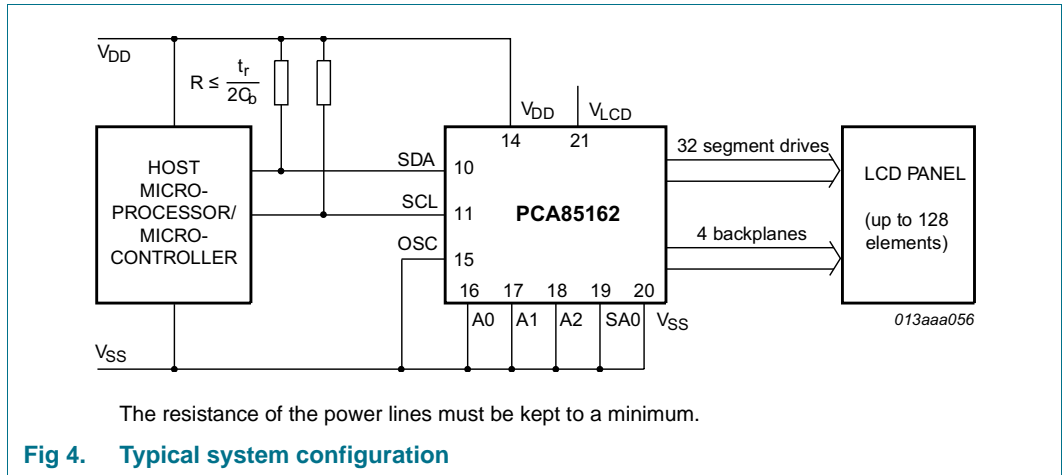 VDD
R ≤ tr
2Cb
VDD
VLCD
14
21
HOST
MICRO-
PROCESSOR/
MICRO-
CONTROLLER
SDA
10
SCL
11
OSC
15
PCA85162
16 17 18 19 20
A0 A1 A2 SA0 VSS
32 segment drives
4 backplanes
LCD PANEL
(up to 128
elements)
013aaa056
VSS
The resistance of the power lines must be kept to a minimum.
Fig 4. Typical system configuration